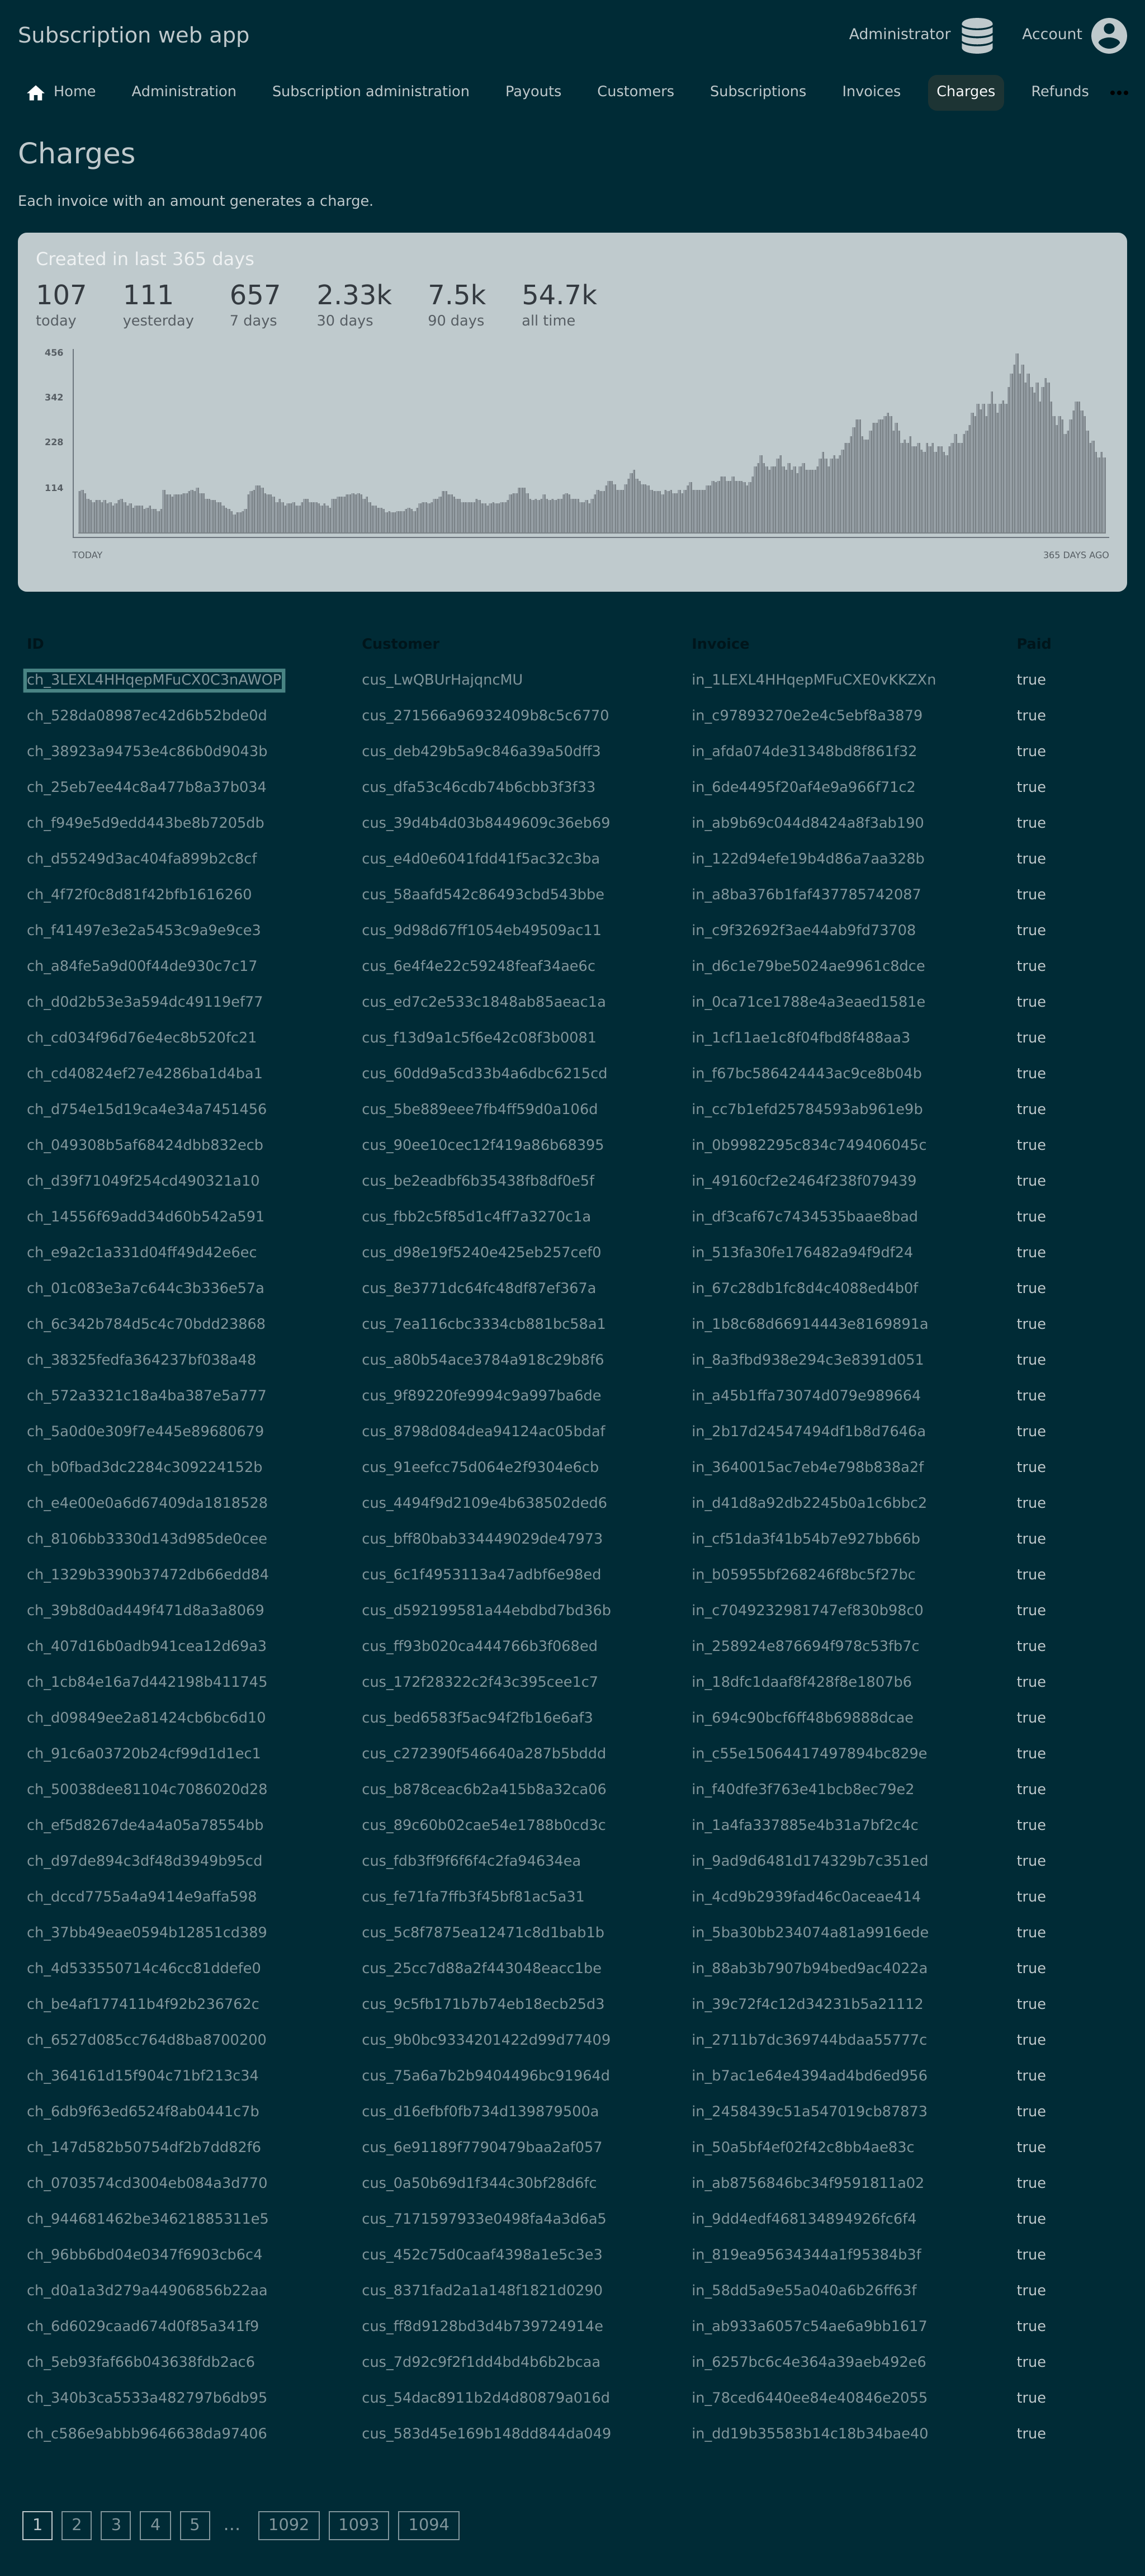 Subscription web app Administrator Account
Home Administration Subscription administration Payouts Customers Subscriptions Invoices Charges Refunds •••
Charges
Each invoice with an amount generates a charge.
Created in last 365 days
107 111 657 2.33k 7.5k 54.7k
today yesterday 7 days 30 days 90 days all time
456
342
228
114
TODAY 365 DAYS AGO
ID Customer Invoice Paid
ch_3LEXL4HHqepMFuCX0C3nAWOP cus_LwQBUrHajqncMU in_1LEXL4HHqepMFuCXE0vKKZXn true
ch_528da08987ec42d6b52bde0d cus_271566a96932409b8c5c6770 in_c97893270e2e4c5ebf8a3879 true
ch_38923a94753e4c86b0d9043b cus_deb429b5a9c846a39a50dff3 in_afda074de31348bd8f861f32 true
ch_25eb7ee44c8a477b8a37b034 cus_dfa53c46cdb74b6cbb3f3f33 in_6de4495f20af4e9a966f71c2 true
ch_f949e5d9edd443be8b7205db cus_39d4b4d03b8449609c36eb69 in_ab9b69c044d8424a8f3ab190 true
ch_d55249d3ac404fa899b2c8cf cus_e4d0e6041fdd41f5ac32c3ba in_122d94efe19b4d86a7aa328b true
ch_4f72f0c8d81f42bfb1616260 cus_58aafd542c86493cbd543bbe in_a8ba376b1faf437785742087 true
ch_f41497e3e2a5453c9a9e9ce3 cus_9d98d67ff1054eb49509ac11 in_c9f32692f3ae44ab9fd73708 true
ch_a84fe5a9d00f44de930c7c17 cus_6e4f4e22c59248feaf34ae6c in_d6c1e79be5024ae9961c8dce true
ch_d0d2b53e3a594dc49119ef77 cus_ed7c2e533c1848ab85aeac1a in_0ca71ce1788e4a3eaed1581e true
ch_cd034f96d76e4ec8b520fc21 cus_f13d9a1c5f6e42c08f3b0081 in_1cf11ae1c8f04fbd8f488aa3 true
ch_cd40824ef27e4286ba1d4ba1 cus_60dd9a5cd33b4a6dbc6215cd in_f67bc586424443ac9ce8b04b true
ch_d754e15d19ca4e34a7451456 cus_5be889eee7fb4ff59d0a106d in_cc7b1efd25784593ab961e9b true
ch_049308b5af68424dbb832ecb cus_90ee10cec12f419a86b68395 in_0b9982295c834c749406045c true
ch_d39f71049f254cd490321a10 cus_be2eadbf6b35438fb8df0e5f in_49160cf2e2464f238f079439 true
ch_14556f69add34d60b542a591 cus_fbb2c5f85d1c4ff7a3270c1a in_df3caf67c7434535baae8bad true
ch_e9a2c1a331d04ff49d42e6ec cus_d98e19f5240e425eb257cef0 in_513fa30fe176482a94f9df24 true
ch_01c083e3a7c644c3b336e57a cus_8e3771dc64fc48df87ef367a in_67c28db1fc8d4c4088ed4b0f true
ch_6c342b784d5c4c70bdd23868 cus_7ea116cbc3334cb881bc58a1 in_1b8c68d66914443e8169891a true
ch_38325fedfa364237bf038a48 cus_a80b54ace3784a918c29b8f6 in_8a3fbd938e294c3e8391d051 true
ch_572a3321c18a4ba387e5a777 cus_9f89220fe9994c9a997ba6de in_a45b1ffa73074d079e989664 true
ch_5a0d0e309f7e445e89680679 cus_8798d084dea94124ac05bdaf in_2b17d24547494df1b8d7646a true
ch_b0fbad3dc2284c309224152b cus_91eefcc75d064e2f9304e6cb in_3640015ac7eb4e798b838a2f true
ch_e4e00e0a6d67409da1818528 cus_4494f9d2109e4b638502ded6 in_d41d8a92db2245b0a1c6bbc2 true
ch_8106bb3330d143d985de0cee cus_bff80bab334449029de47973 in_cf51da3f41b54b7e927bb66b true
ch_1329b3390b37472db66edd84 cus_6c1f4953113a47adbf6e98ed in_b05955bf268246f8bc5f27bc true
ch_39b8d0ad449f471d8a3a8069 cus_d592199581a44ebdbd7bd36b in_c7049232981747ef830b98c0 true
ch_407d16b0adb941cea12d69a3 cus_ff93b020ca444766b3f068ed in_258924e876694f978c53fb7c true
ch_1cb84e16a7d442198b411745 cus_172f28322c2f43c395cee1c7 in_18dfc1daaf8f428f8e1807b6 true
ch_d09849ee2a81424cb6bc6d10 cus_bed6583f5ac94f2fb16e6af3 in_694c90bcf6ff48b69888dcae true
ch_91c6a03720b24cf99d1d1ec1 cus_c272390f546640a287b5bddd in_c55e15064417497894bc829e true
ch_50038dee81104c7086020d28 cus_b878ceac6b2a415b8a32ca06 in_f40dfe3f763e41bcb8ec79e2 true
ch_ef5d8267de4a4a05a78554bb cus_89c60b02cae54e1788b0cd3c in_1a4fa337885e4b31a7bf2c4c true
ch_d97de894c3df48d3949b95cd cus_fdb3ff9f6f6f4c2fa94634ea in_9ad9d6481d174329b7c351ed true
ch_dccd7755a4a9414e9affa598 cus_fe71fa7ffb3f45bf81ac5a31 in_4cd9b2939fad46c0aceae414 true
ch_37bb49eae0594b12851cd389 cus_5c8f7875ea12471c8d1bab1b in_5ba30bb234074a81a9916ede true
ch_4d533550714c46cc81ddefe0 cus_25cc7d88a2f443048eacc1be in_88ab3b7907b94bed9ac4022a true
ch_be4af177411b4f92b236762c cus_9c5fb171b7b74eb18ecb25d3 in_39c72f4c12d34231b5a21112 true
ch_6527d085cc764d8ba8700200 cus_9b0bc9334201422d99d77409 in_2711b7dc369744bdaa55777c true
ch_364161d15f904c71bf213c34 cus_75a6a7b2b9404496bc91964d in_b7ac1e64e4394ad4bd6ed956 true
ch_6db9f63ed6524f8ab0441c7b cus_d16efbf0fb734d139879500a in_2458439c51a547019cb87873 true
ch_147d582b50754df2b7dd82f6 cus_6e91189f7790479baa2af057 in_50a5bf4ef02f42c8bb4ae83c true
ch_0703574cd3004eb084a3d770 cus_0a50b69d1f344c30bf28d6fc in_ab8756846bc34f9591811a02 true
ch_944681462be34621885311e5 cus_7171597933e0498fa4a3d6a5 in_9dd4edf468134894926fc6f4 true
ch_96bb6bd04e0347f6903cb6c4 cus_452c75d0caaf4398a1e5c3e3 in_819ea95634344a1f95384b3f true
ch_d0a1a3d279a44906856b22aa cus_8371fad2a1a148f1821d0290 in_58dd5a9e55a040a6b26ff63f true
ch_6d6029caad674d0f85a341f9 cus_ff8d9128bd3d4b739724914e in_ab933a6057c54ae6a9bb1617 true
ch_5eb93faf66b043638fdb2ac6 cus_7d92c9f2f1dd4bd4b6b2bcaa in_6257bc6c4e364a39aeb492e6 true
ch_340b3ca5533a482797b6db95 cus_54dac8911b2d4d80879a016d in_78ced6440ee84e40846e2055 true
ch_c586e9abbb9646638da97406 cus_583d45e169b148dd844da049 in_dd19b35583b14c18b34bae40 true
1 2 3 4 5 … 1092 1093 1094